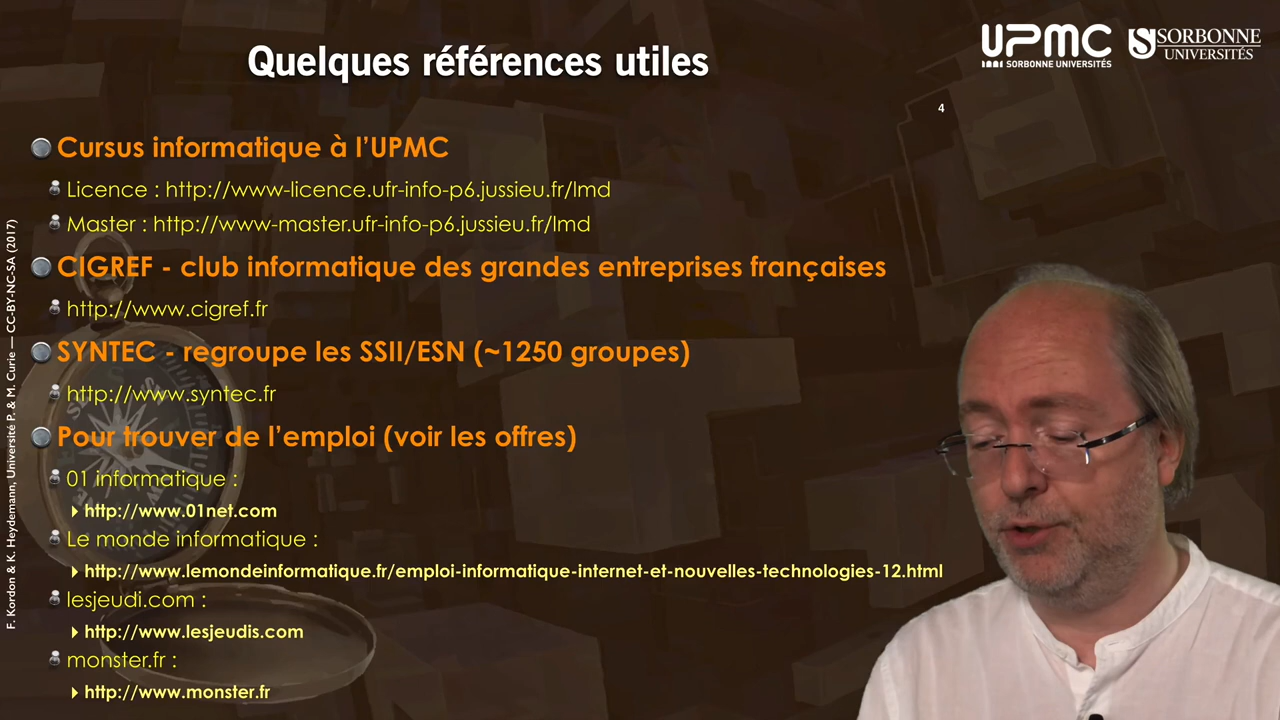 Quelques références utiles
UPMC
SORBONNE UNIVERSITÉS
SORBONNE
UNIVERSITÉS
4
Cursus informatique à l'UPMC
Licence : http://www-licence.ufr-info-p6.jussieu.fr/lmd
Master : http://www-master.ufr-info-p6.jussieu.fr/lmd
CIGREF - club informatique des grandes entreprises françaises
http://www.cigref.fr
SYNTEC - regroupe les SSII/ESN (~1250 groupes)
http://www.syntec.fr
Pour trouver de l'emploi (voir les offres)
01 informatique :
http://www.01net.com
Le monde informatique :
http://www.lemondeinformatique.fr/emploi-informatique-internet-et-nouvelles-technologies-12.html
lesjeudi.com :
http://www.lesjeudis.com
monster.fr :
http://www.monster.fr
F. Kordon & K. Heydemann, Université P. & M. Curie — CC-BY-NC-SA (2017)